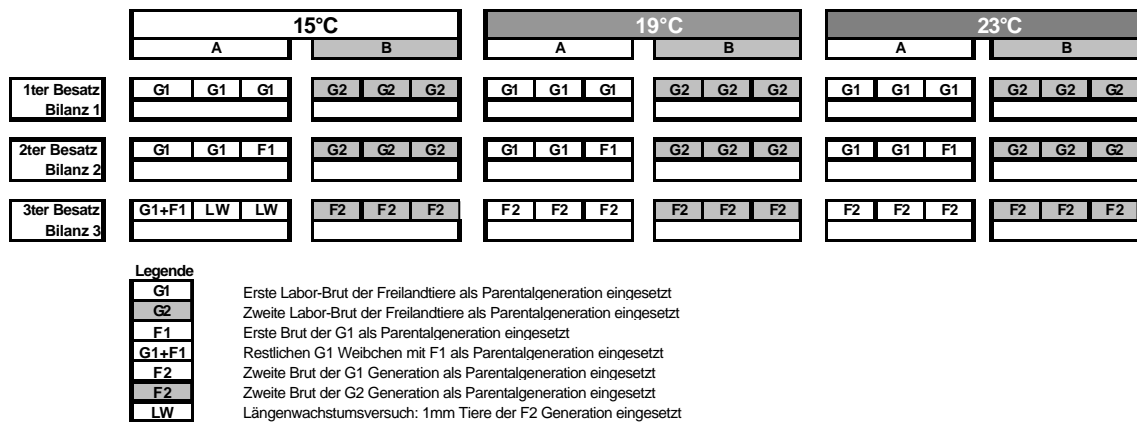 15°C 19°C 23°C
A B A B A B
1ter Besatz G1 G1 G1 G2 G2 G2 G1 G1 G1 G2 G2 G2 G1 G1 G1 G2 G2 G2
Bilanz 1
2ter Besatz G1 G1 F1 G2 G2 G2 G1 G1 F1 G2 G2 G2 G1 G1 F1 G2 G2 G2
Bilanz 2
3ter Besatz G1+F1 LW LW F2 F2 F2 F2 F2 F2 F2 F2 F2 F2 F2 F2 F2 F2 F2
Bilanz 3
Legende
G1 Erste Labor-Brut der Freilandtiere als Parentalgeneration eingesetzt
G2 Zweite Labor-Brut der Freilandtiere als Parentalgeneration eingesetzt
F1 Erste Brut der G1 als Parentalgeneration eingesetzt
G1+F1 Restlichen G1 Weibchen mit F1 als Parentalgeneration eingesetzt
F2 Zweite Brut der G1 Generation als Parentalgeneration eingesetzt
F2 Zweite Brut der G2 Generation als Parentalgeneration eingesetzt
LW Längenwachstumsversuch: 1mm Tiere der F2 Generation eingesetzt